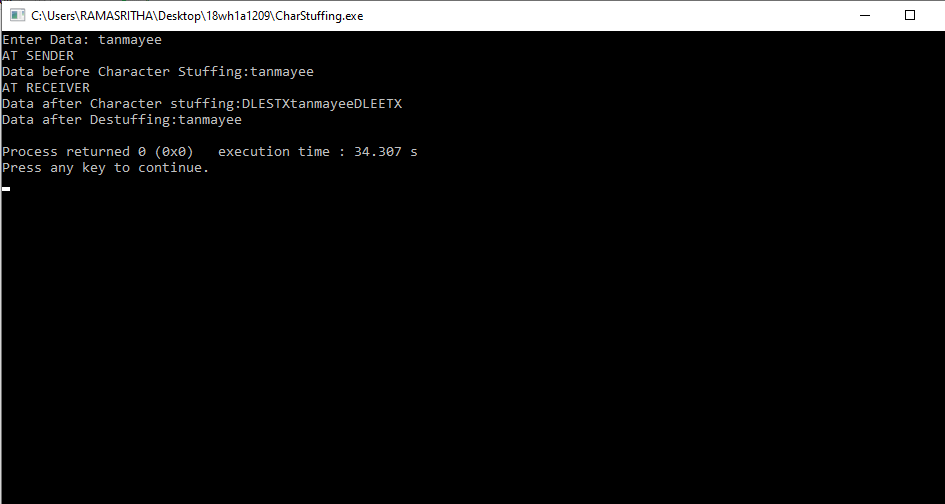 C:\Users\RAMASRITHA\Desktop\18wh1a1209\CharStuffing.exe
Enter Data: tanmayee
AT SENDER
Data before Character Stuffing:tanmayee
AT RECEIVER
Data after Character stuffing:DLESTXtanmayeeDLEETX
Data after Destuffing:tanmayee
Process returned 0 (0x0)   execution time : 34.307 s
Press any key to continue.